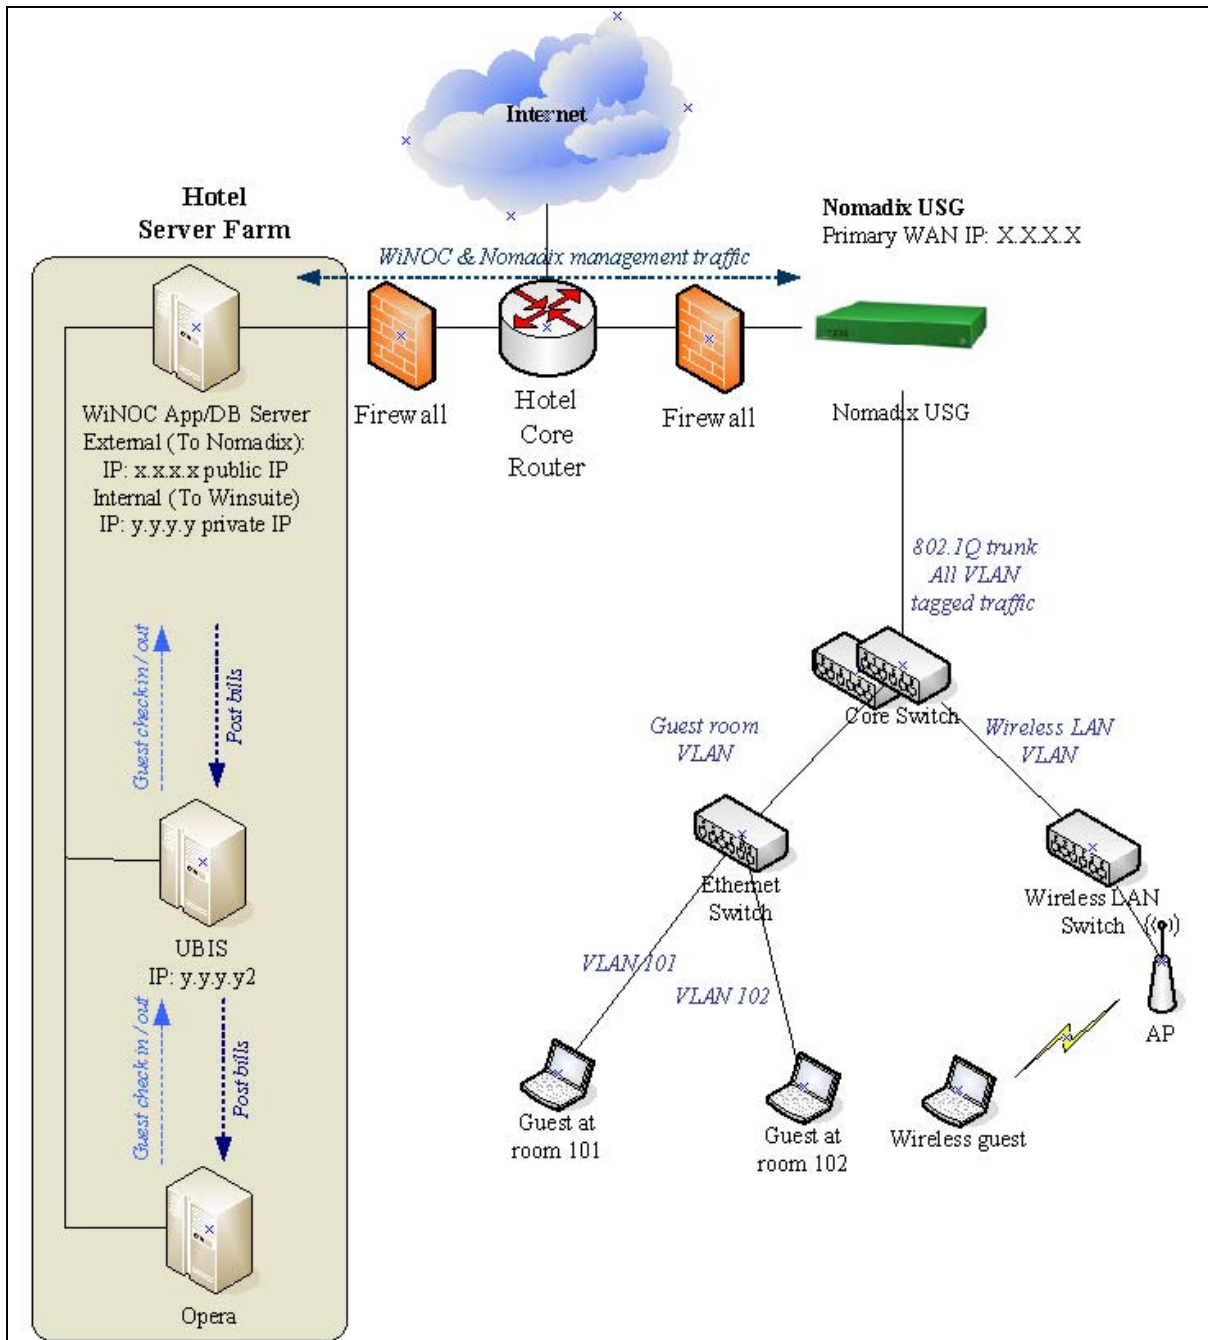 Internet
Hotel
Server Farm
Nomadix USG
Primary WAN IP: X.X.X.X
WiNOC & Nomadix management traffic
WiNOC App/DB Server
External (To Nomadix):
IP: x.x.x.x public IP
Internal (To Winsuite)
IP: y.y.y.y private IP
Firewall
Hotel
Core
Router
Firewall
Nomadix USG
802.1Q trunk
All VLAN
tagged traffic
Guest check in / out
Post bills
Core Switch
Guest room
VLAN
Wireless LAN
VLAN
Ethernet
Switch
Wireless LAN
Switch
UBIS
IP: y.y.y.y2
VLAN 101
VLAN 102
AP
Guest check in / out
Post bills
Guest at
room 101
Guest at
room 102
Wireless guest
Opera